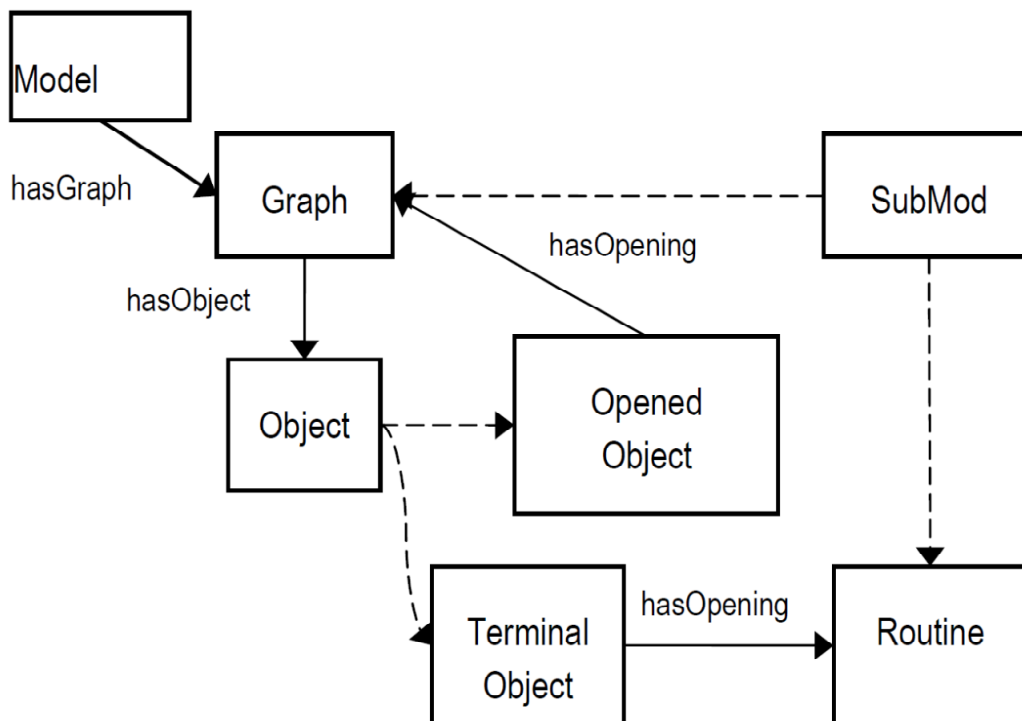 Model
hasGraph
Graph
SubMod
hasOpening
hasObject
Object
Opened
Object
hasOpening
Terminal
Object
Routine